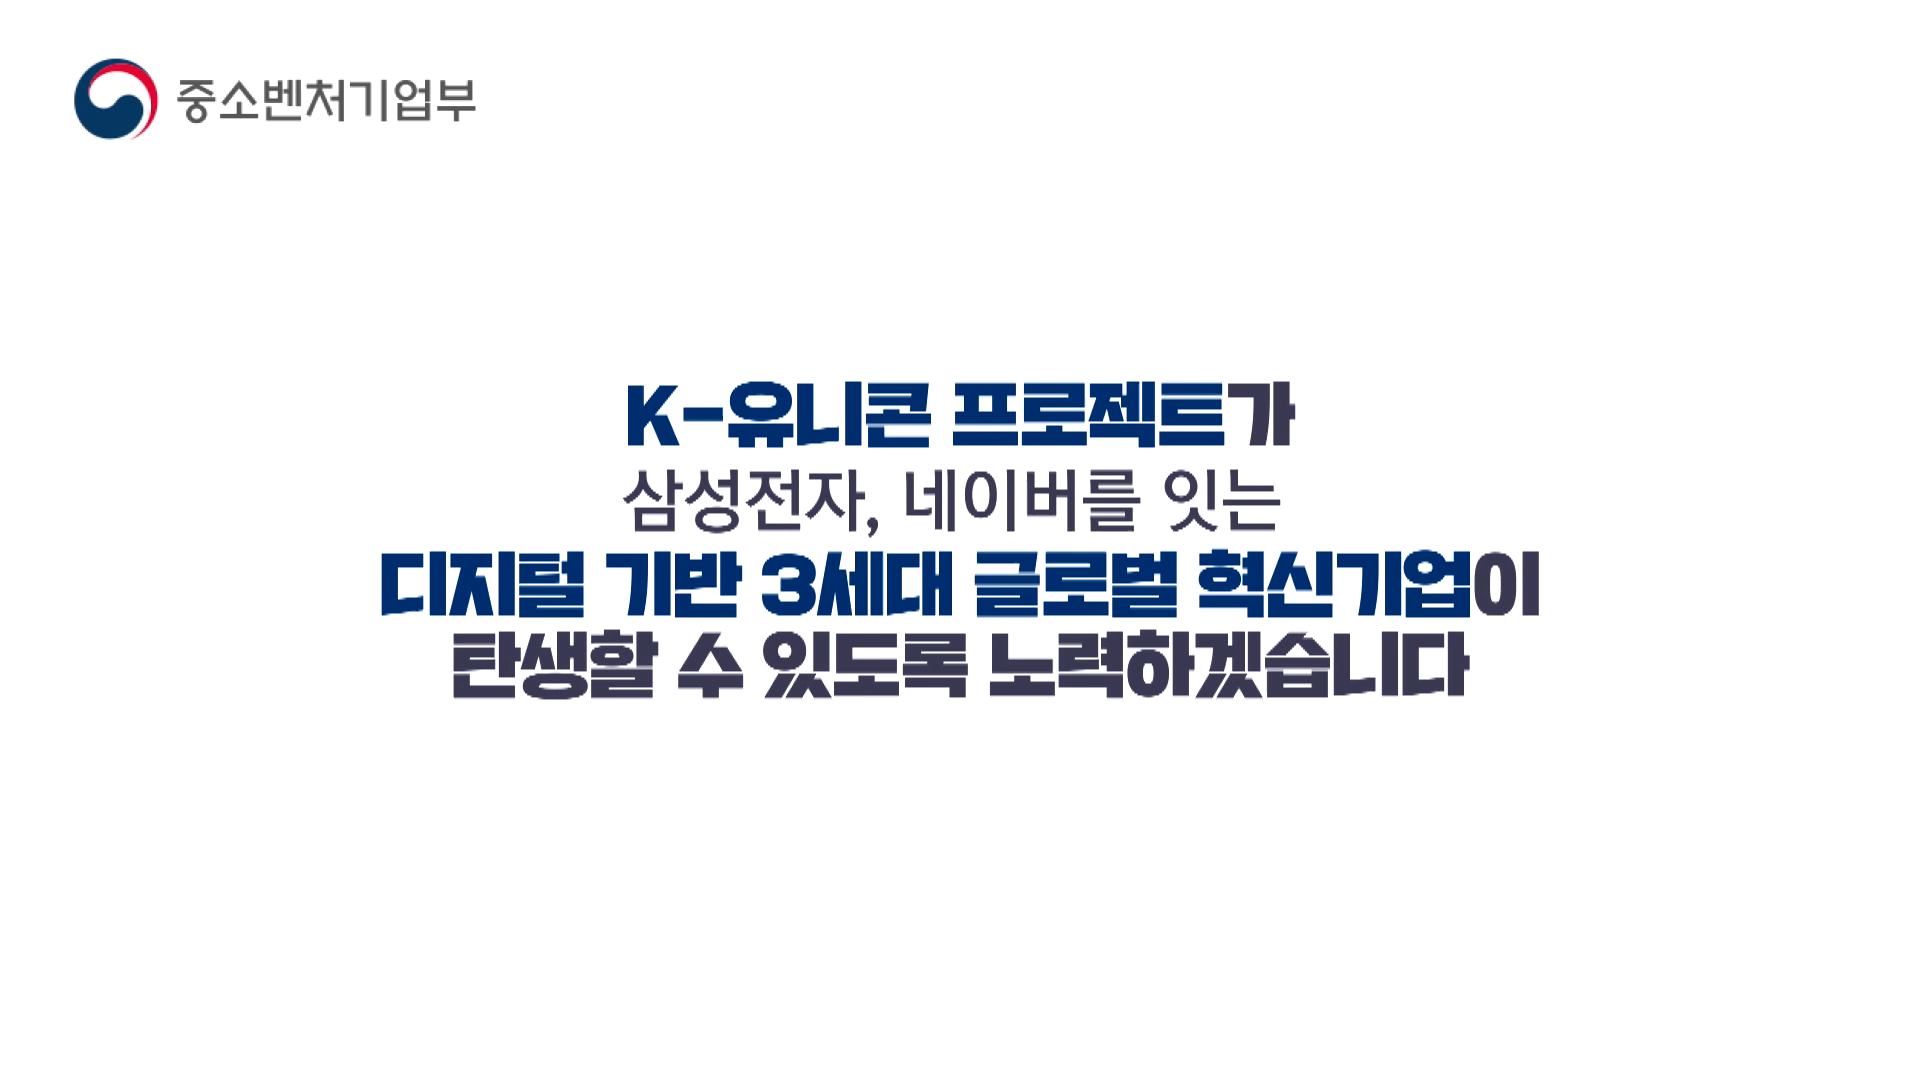 중소벤처기업부
K-유니콘 프로젝트가
삼성전자, 네이버를 잇는
디지털 기반 3세대 글로벌 혁신기업이
탄생할 수 있도록 노력하겠습니다